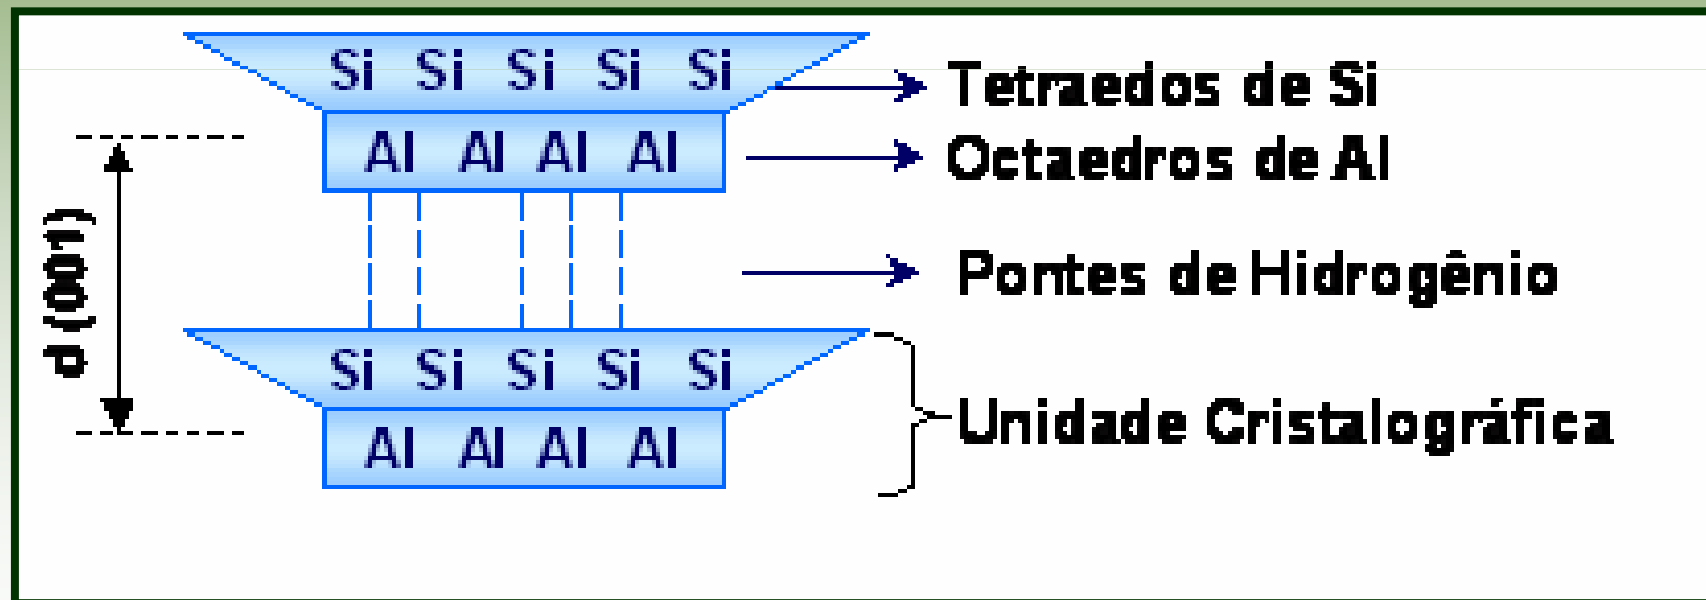 Si Si Si Si Si
Tetraedos de Si
Al Al Al Al
Octaedros de Al
d (001)
Pontes de Hidrogênio
Si Si Si Si Si
Unidade Cristalográfica
Al Al Al Al